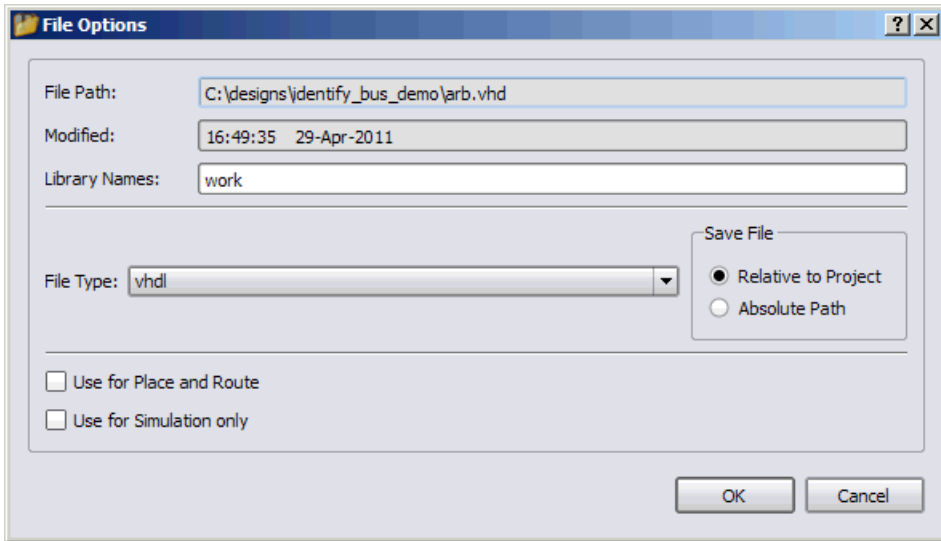 File Options
File Path: C:\designs\identify_bus_demo\arb.vhd
Modified: 16:49:35 29-Apr-2011
Library Names: work
Save File
File Type: vhdl
Relative to Project
Absolute Path
Use for Place and Route
Use for Simulation only
OK Cancel